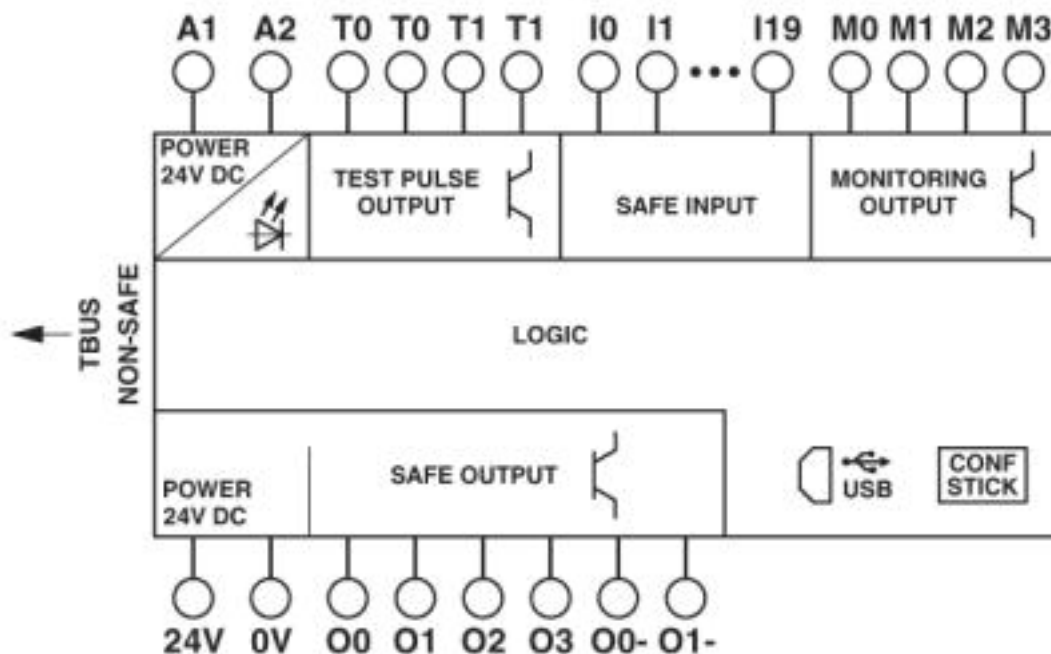 A1 A2 T0 T0 T1 T1 I0 I1 ••• I19 M0 M1 M2 M3
POWER
24V DC
TEST PULSE
OUTPUT
SAFE INPUT
MONITORING
OUTPUT
TBUS
NON-SAFE
LOGIC
POWER
24V DC
SAFE OUTPUT
USB
CONF
STICK
24V 0V O0 O1 O2 O3 O0- O1-